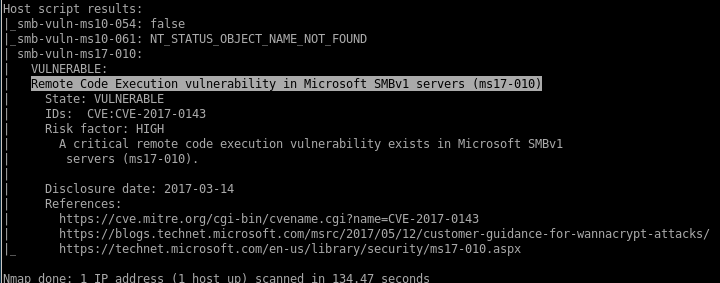 Host script results:
|_smb-vuln-ms10-054: false
|_smb-vuln-ms10-061: NT_STATUS_OBJECT_NAME_NOT_FOUND
| smb-vuln-ms17-010:
|   VULNERABLE:
|   Remote Code Execution vulnerability in Microsoft SMBv1 servers (ms17-010)
|     State: VULNERABLE
|     IDs:  CVE:CVE-2017-0143
|     Risk factor: HIGH
|       A critical remote code execution vulnerability exists in Microsoft SMBv1
|        servers (ms17-010).
|
|     Disclosure date: 2017-03-14
|     References:
|       https://cve.mitre.org/cgi-bin/cvename.cgi?name=CVE-2017-0143
|       https://blogs.technet.microsoft.com/msrc/2017/05/12/customer-guidance-for-wannacrypt-attacks/
|_      https://technet.microsoft.com/en-us/library/security/ms17-010.aspx
Nmap done: 1 IP address (1 host up) scanned in 134.47 seconds